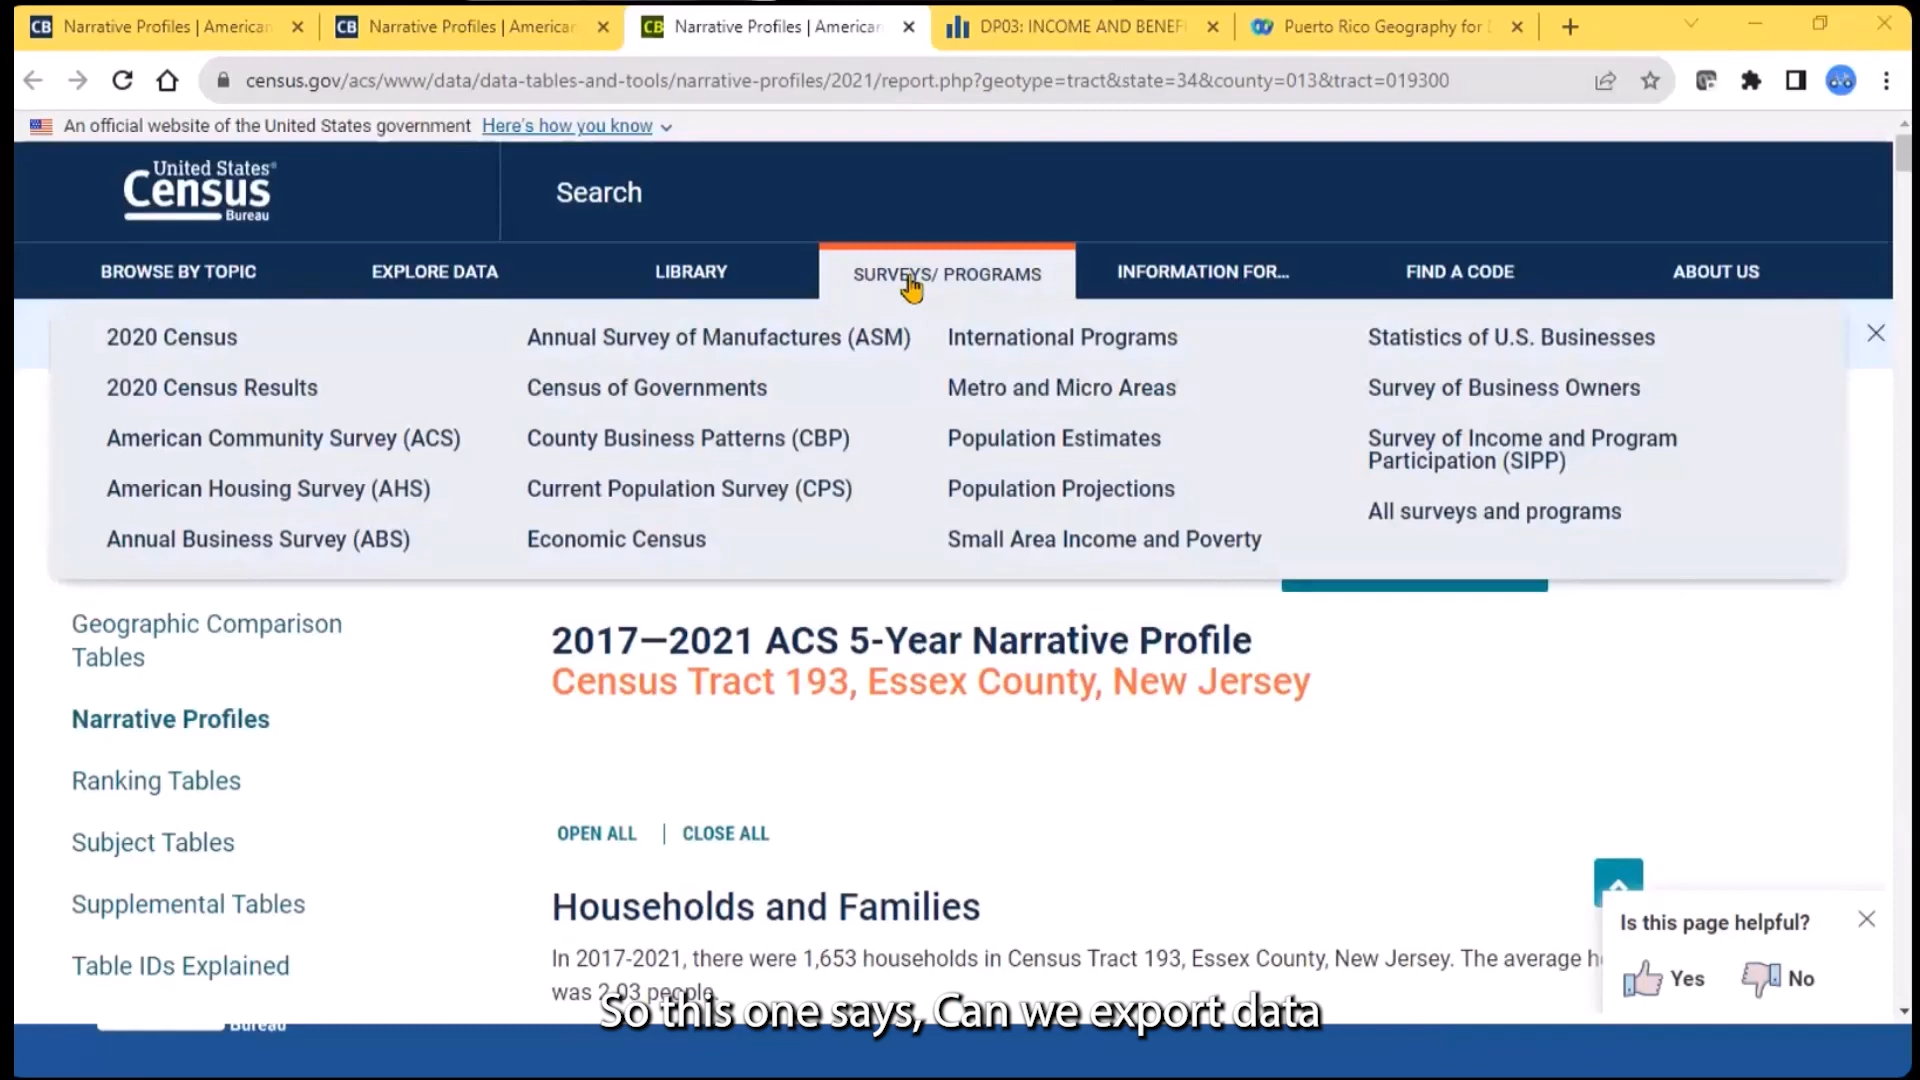 CB Narrative Profiles | American
CB Narrative Profiles | American
CB Narrative Profiles | American
DP03: INCOME AND BENEFI
Puerto Rico Geography for
census.gov/acs/www/data/data-tables-and-tools/narrative-profiles/2021/report.php?geotype=tract&state=34&county=013&tract=019300
An official website of the United States government Here's how you know
United States®
Census
Bureau
Search
BROWSE BY TOPIC
EXPLORE DATA
LIBRARY
SURVEYS/ PROGRAMS
INFORMATION FOR...
FIND A CODE
ABOUT US
2020 Census
2020 Census Results
American Community Survey (ACS)
American Housing Survey (AHS)
Annual Business Survey (ABS)
Annual Survey of Manufactures (ASM)
Census of Governments
County Business Patterns (CBP)
Current Population Survey (CPS)
Economic Census
International Programs
Metro and Micro Areas
Population Estimates
Population Projections
Small Area Income and Poverty
Statistics of U.S. Businesses
Survey of Business Owners
Survey of Income and Program
Participation (SIPP)
All surveys and programs
Geographic Comparison
Tables
Narrative Profiles
Ranking Tables
Subject Tables
Supplemental Tables
Table IDs Explained
2017—2021 ACS 5-Year Narrative Profile
Census Tract 193, Essex County, New Jersey
OPEN ALL | CLOSE ALL
Households and Families
In 2017-2021, there were 1,653 households in Census Tract 193, Essex County, New Jersey. The average h
was 2.03 people.
Is this page helpful?
Yes No
So this one says, Can we export data
Bureau